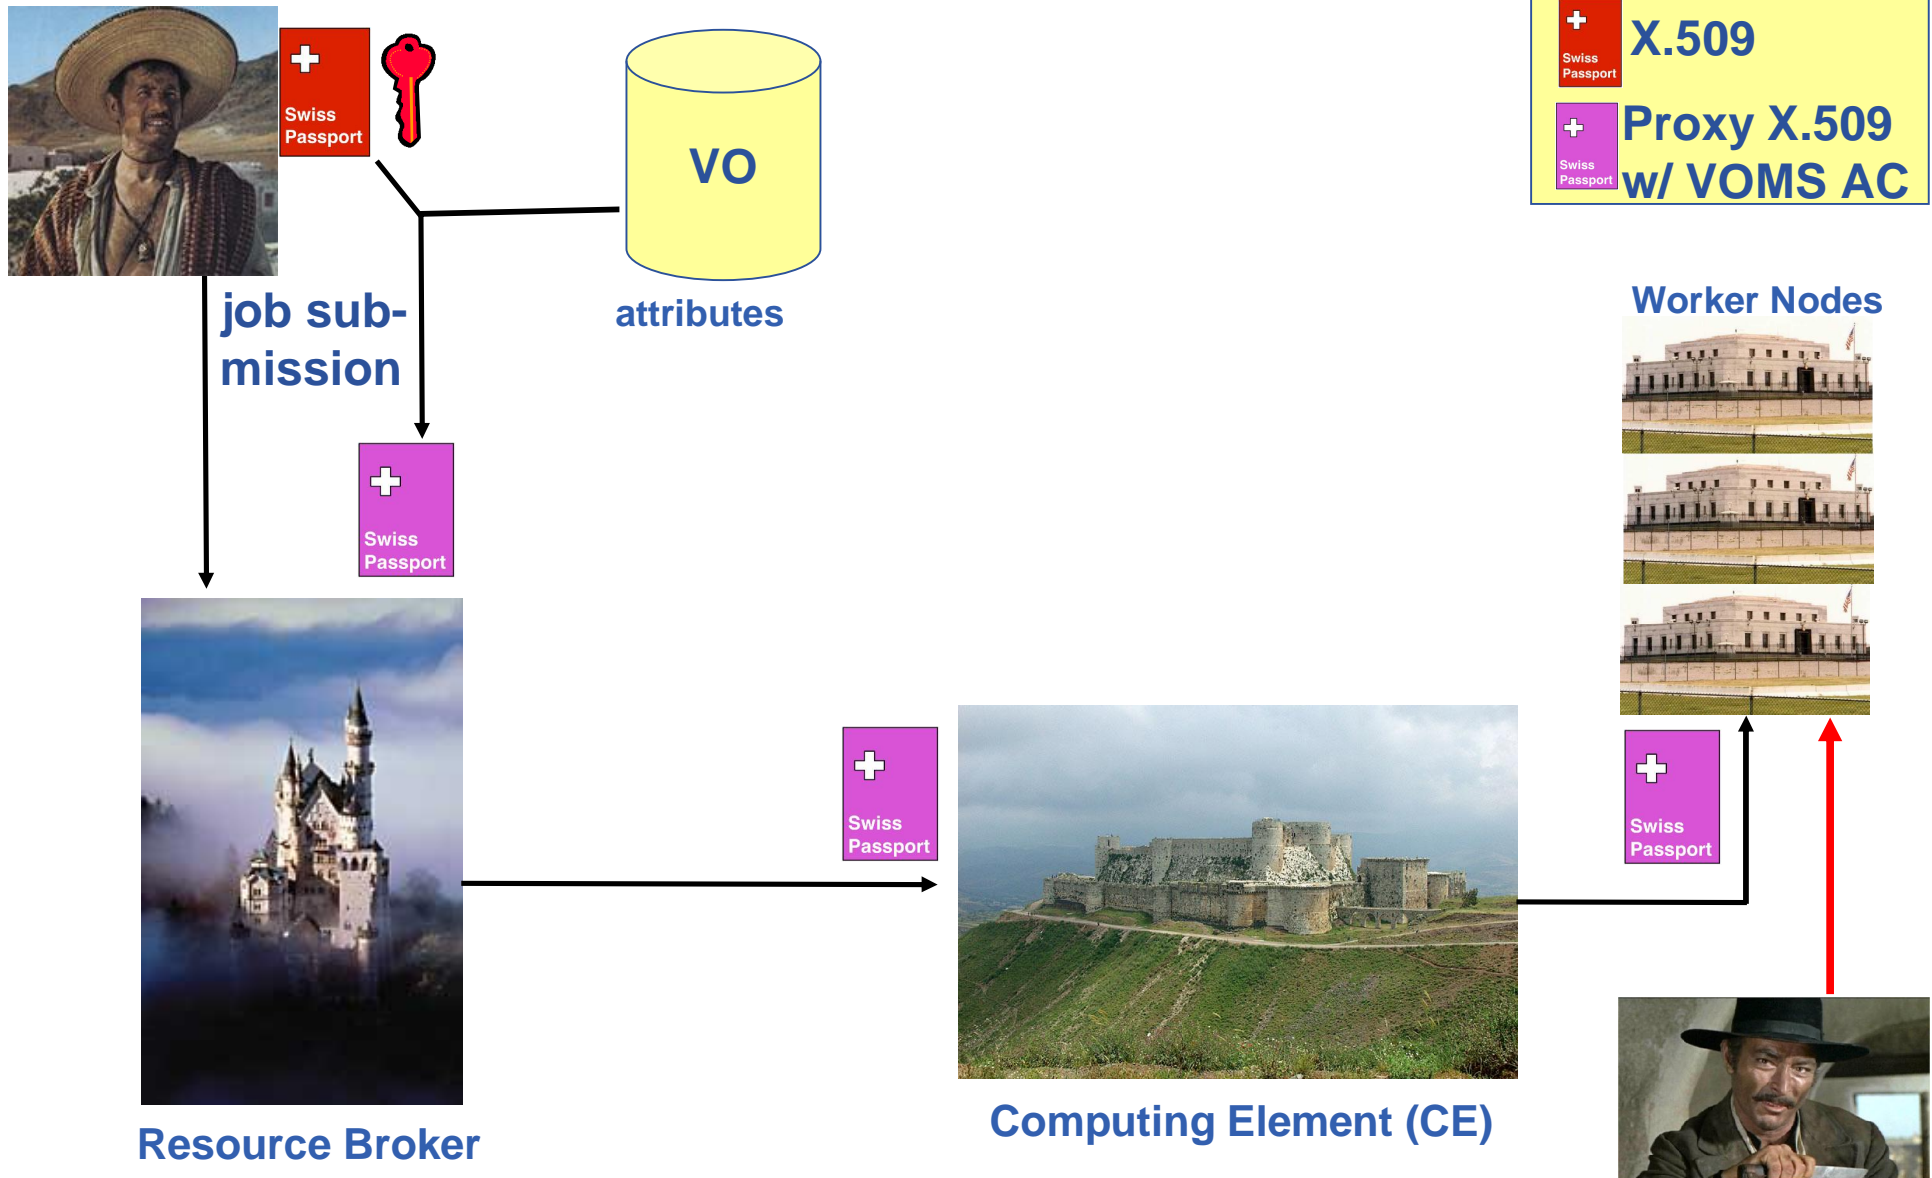 Swiss
Passport
VO
attributes
job sub-
mission
Swiss
Passport
X.509
Swiss
Passport
Proxy X.509
w/ VOMS AC
Swiss
Passport
Worker Nodes
Swiss
Passport
Swiss
Passport
Resource Broker
Computing Element (CE)